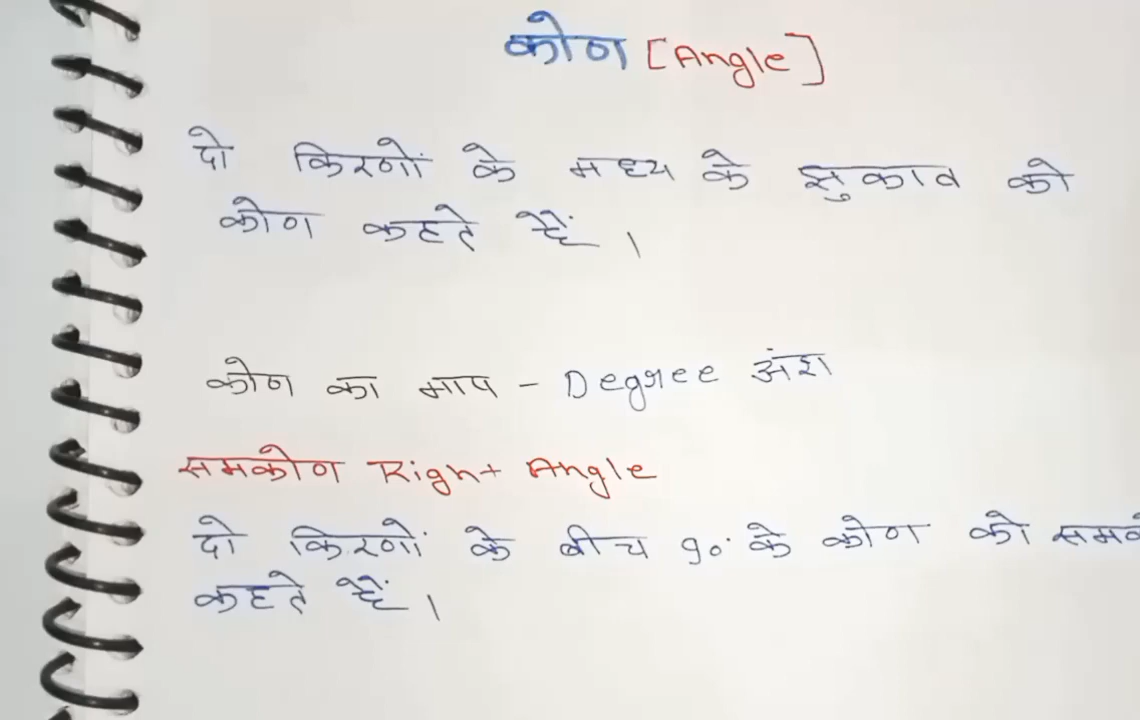 कोण [Angle]
दो किरणों के मध्य के झुकाव को
कोण कहते हैं ।
कोण का माप - Degree अंश
समकोण Right Angle
दो किरणों के बीच 90° के कोण को
कहते हैं ।